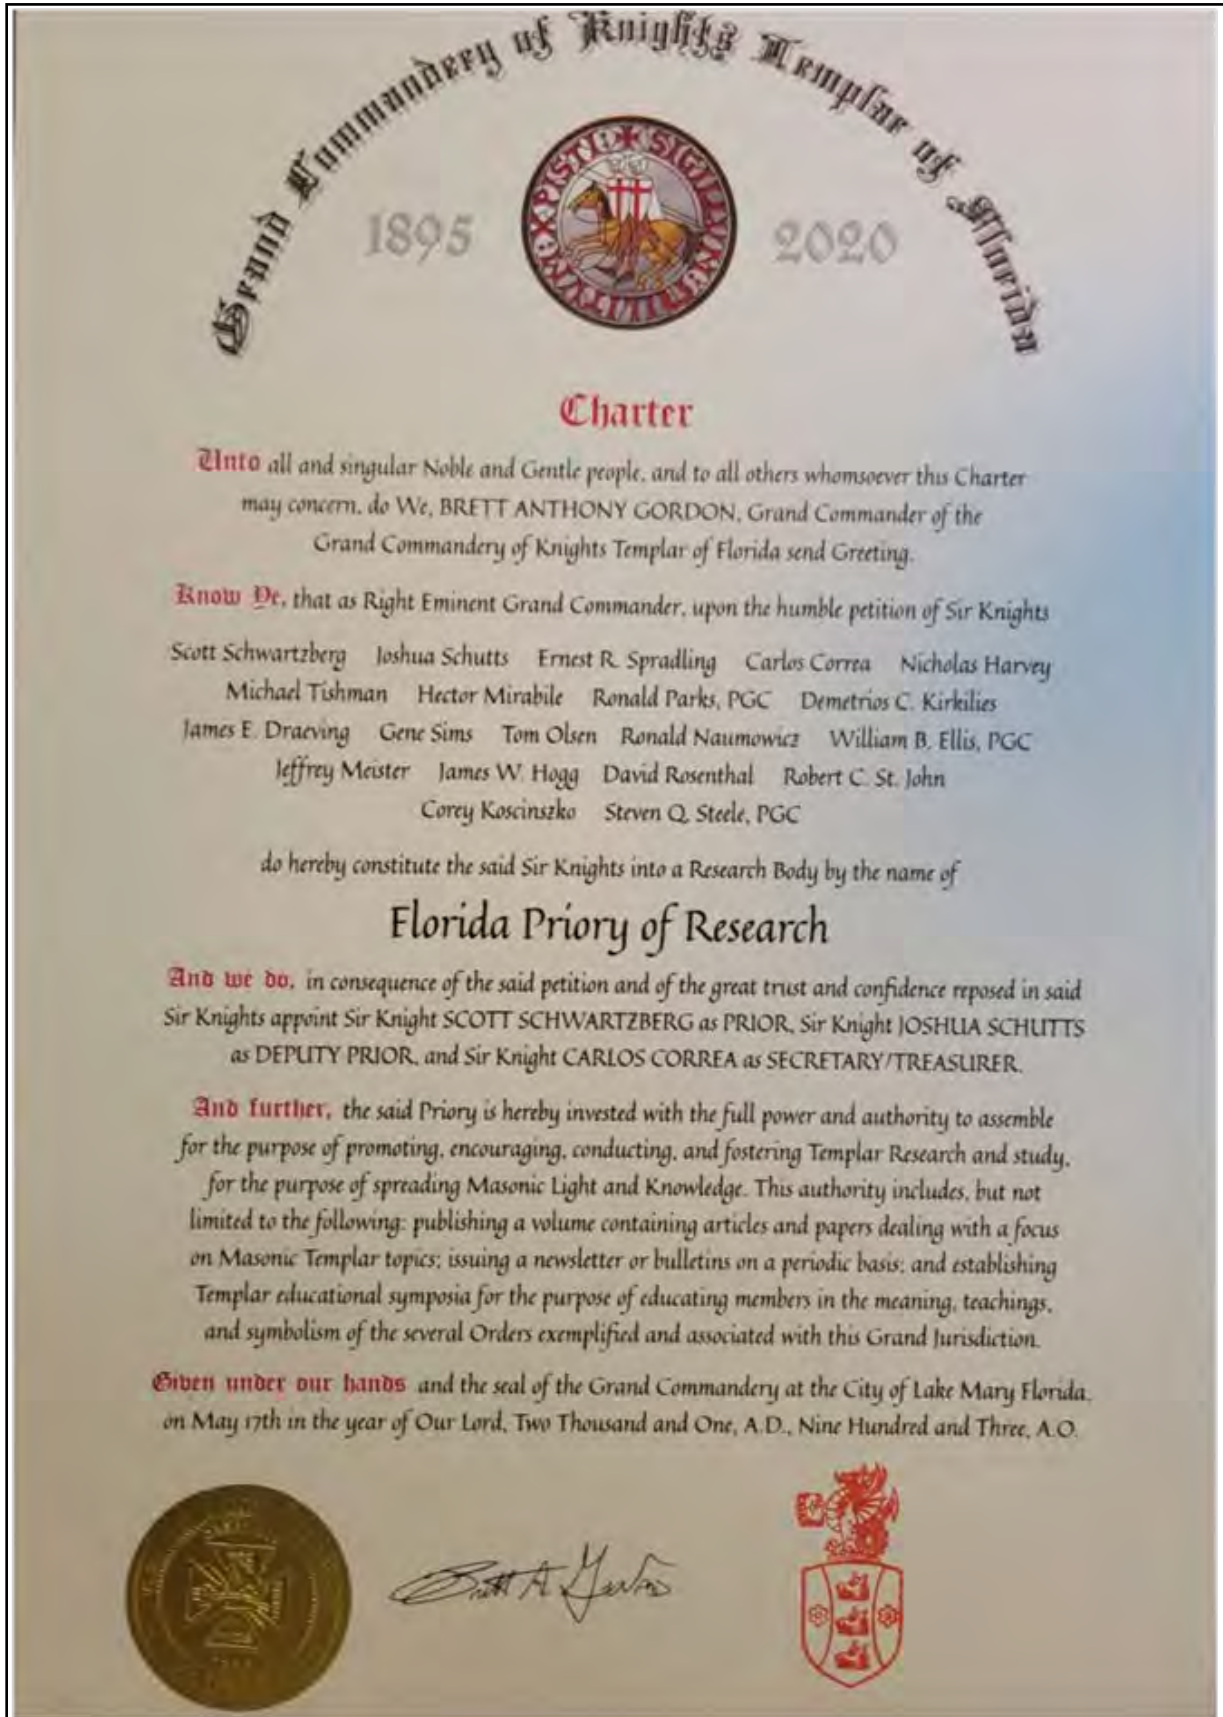 Grand Commandery of Knights Templar of Florida
1895 2020
SIGILLVM MILITVM XPISTI
Charter
Unto all and singular Noble and Gentle people, and to all others whomsoever this Charter
may concern, do We, BRETT ANTHONY GORDON, Grand Commander of the
Grand Commandery of Knights Templar of Florida send Greeting.
Know Ye, that as Right Eminent Grand Commander, upon the humble petition of Sir Knights
Scott Schwartzberg Joshua Schutts Ernest R. Spradling Carlos Correa Nicholas Harvey
Michael Tishman Hector Mirabile Ronald Parks, PGC Demetrios C. Kirkilies
James E. Draeving Gene Sims Tom Olsen Ronald Naumowicz William B. Ellis, PGC
Jeffrey Meister James W. Hogg David Rosenthal Robert C. St. John
Corey Koscinszko Steven Q. Steele, PGC
do hereby constitute the said Sir Knights into a Research Body by the name of
Florida Priory of Research
And we do, in consequence of the said petition and of the great trust and confidence reposed in said
Sir Knights appoint Sir Knight SCOTT SCHWARTZBERG as PRIOR, Sir Knight JOSHUA SCHUTTS
as DEPUTY PRIOR, and Sir Knight CARLOS CORREA as SECRETARY/TREASURER.
And further, the said Priory is hereby invested with the full power and authority to assemble
for the purpose of promoting, encouraging, conducting, and fostering Templar Research and study,
for the purpose of spreading Masonic Light and Knowledge. This authority includes, but not
limited to the following: publishing a volume containing articles and papers dealing with a focus
on Masonic Templar topics; issuing a newsletter or bulletins on a periodic basis; and establishing
Templar educational symposia for the purpose of educating members in the meaning, teachings,
and symbolism of the several Orders exemplified and associated with this Grand Jurisdiction.
Given under our hands and the seal of the Grand Commandery at the City of Lake Mary Florida,
on May 17th in the year of Our Lord, Two Thousand and One, A.D., Nine Hundred and Three, A.O.
Brett A Gordon